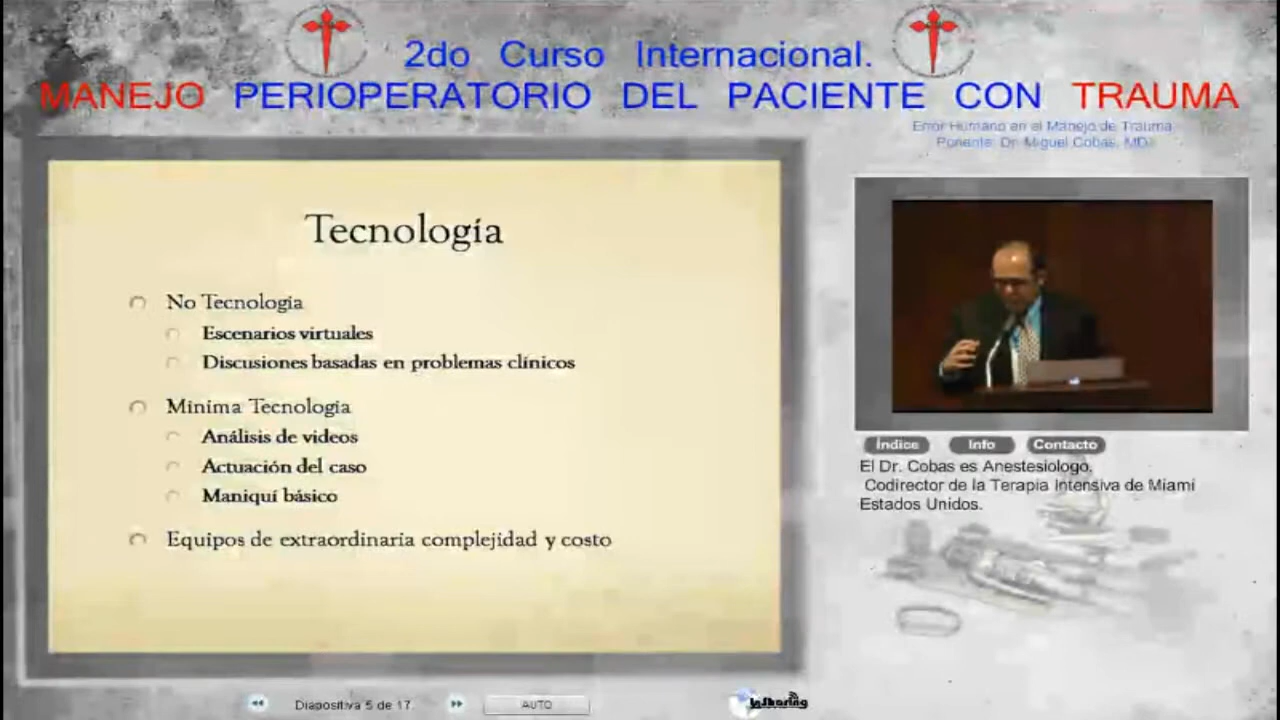 2do Curso Internacional.
MANEJO PERIOPERATORIO DEL PACIENTE CON TRAUMA
Error Humano en el Manejo de Trauma
Ponente: Dr. Miguel Cobas, MD.
Tecnología
No Tecnología
Escenarios virtuales
Discusiones basadas en problemas clínicos
Mínima Tecnología
Análisis de videos
Actuación del caso
Maniquí básico
Equipos de extraordinaria complejidad y costo
Índice Info Contacto
El Dr. Cobas es Anestesiologo.
Codirector de la Terapia Intensiva de Miami
Estados Unidos.
Diapositiva 5 de 17 AUTO
InSharing